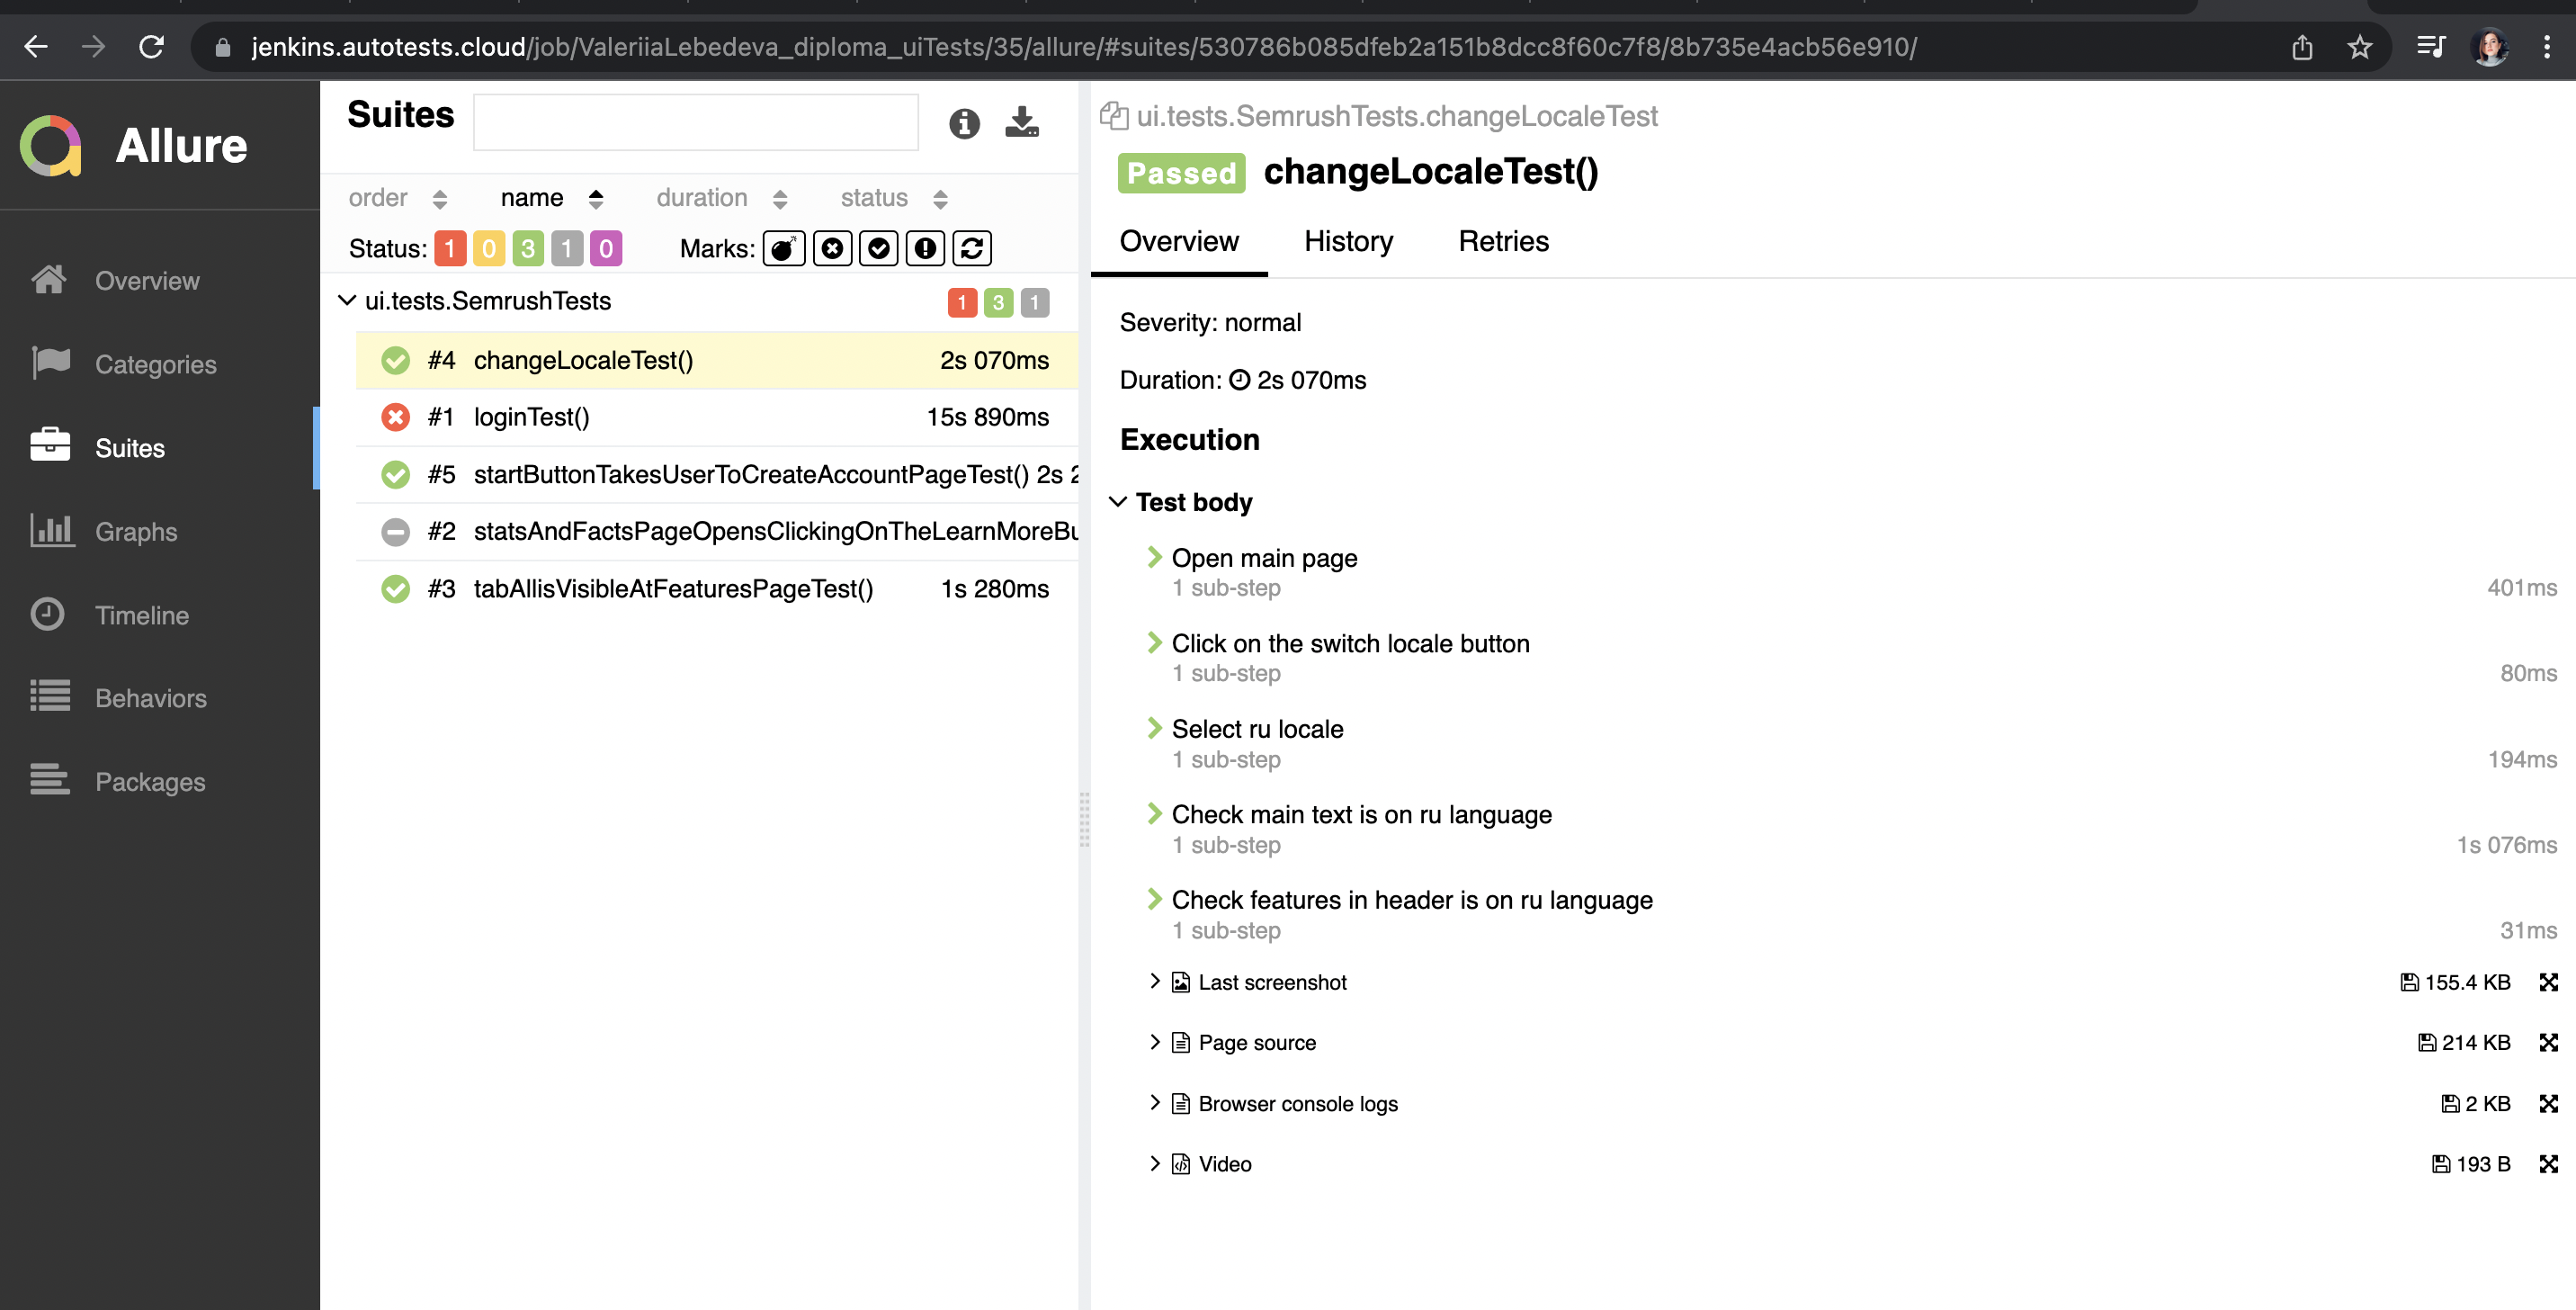 jenkins.autotests.cloud/job/ValeriiaLebedeva_diploma_uiTests/35/allure/#suites/530786b085dfeb2a151b8dcc8f60c7f8/8b735e4acb56e910/
Allure
Overview
Categories
Suites
Graphs
Timeline
Behaviors
Packages
Suites
order name duration status
Status: 1 0 3 1 0 Marks:
ui.tests.SemrushTests 1 3 1
#4 changeLocaleTest() 2s 070ms
#1 loginTest() 15s 890ms
#5 startButtonTakesUserToCreateAccountPageTest() 2s 2
#2 statsAndFactsPageOpensClickingOnTheLearnMoreBu
#3 tabAllisVisibleAtFeaturesPageTest() 1s 280ms
ui.tests.SemrushTests.changeLocaleTest
Passed changeLocaleTest()
Overview History Retries
Severity: normal
Duration: 2s 070ms
Execution
Test body
Open main page
1 sub-step 401ms
Click on the switch locale button
1 sub-step 80ms
Select ru locale
1 sub-step 194ms
Check main text is on ru language
1 sub-step 1s 076ms
Check features in header is on ru language
1 sub-step 31ms
Last screenshot 155.4 KB
Page source 214 KB
Browser console logs 2 KB
Video 193 B